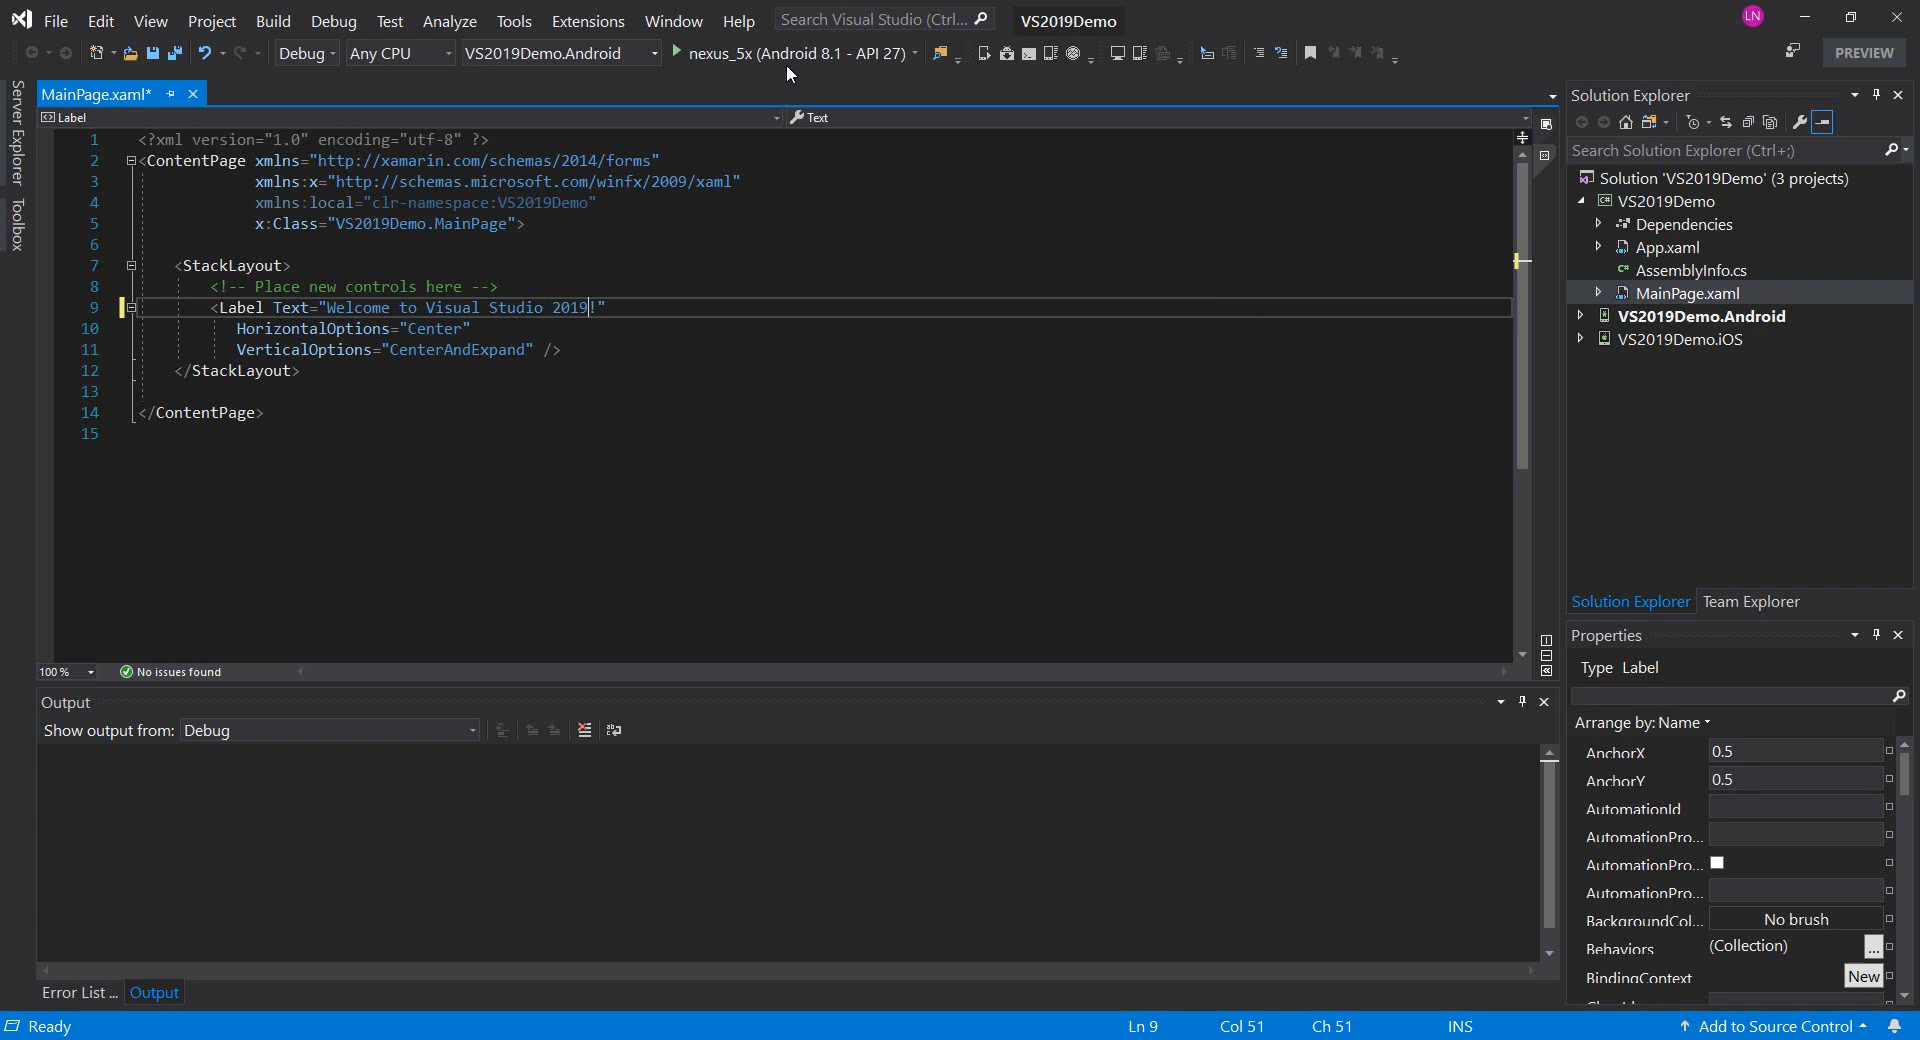 File Edit View Project Build Debug Test Analyze Tools Extensions Window Help Search Visual Studio (Ctrl... VS2019Demo LN
Debug Any CPU VS2019Demo.Android nexus_5x (Android 8.1 - API 27) PREVIEW
Server Explorer
Toolbox
MainPage.xaml*
Label Text
1 <?xml version="1.0" encoding="utf-8" ?>
2 <ContentPage xmlns="http://xamarin.com/schemas/2014/forms"
3 xmlns:x="http://schemas.microsoft.com/winfx/2009/xaml"
4 xmlns:local="clr-namespace:VS2019Demo"
5 x:Class="VS2019Demo.MainPage">
6
7 <StackLayout>
8 <!-- Place new controls here -->
9 <Label Text="Welcome to Visual Studio 2019!"
10 HorizontalOptions="Center"
11 VerticalOptions="CenterAndExpand" />
12 </StackLayout>
13
14 </ContentPage>
15
100 % No issues found
Output
Show output from: Debug
Error List ... Output
Solution Explorer
Search Solution Explorer (Ctrl+;)
Solution 'VS2019Demo' (3 projects)
C# VS2019Demo
Dependencies
App.xaml
C# AssemblyInfo.cs
MainPage.xaml
VS2019Demo.Android
VS2019Demo.iOS
Solution Explorer Team Explorer
Properties
Type Label
Arrange by: Name
AnchorX 0.5
AnchorY 0.5
AutomationId
AutomationPro...
AutomationPro...
AutomationPro...
BackgroundCol... No brush
Behaviors (Collection) ...
BindingContext New
Ready Ln 9 Col 51 Ch 51 INS Add to Source Control